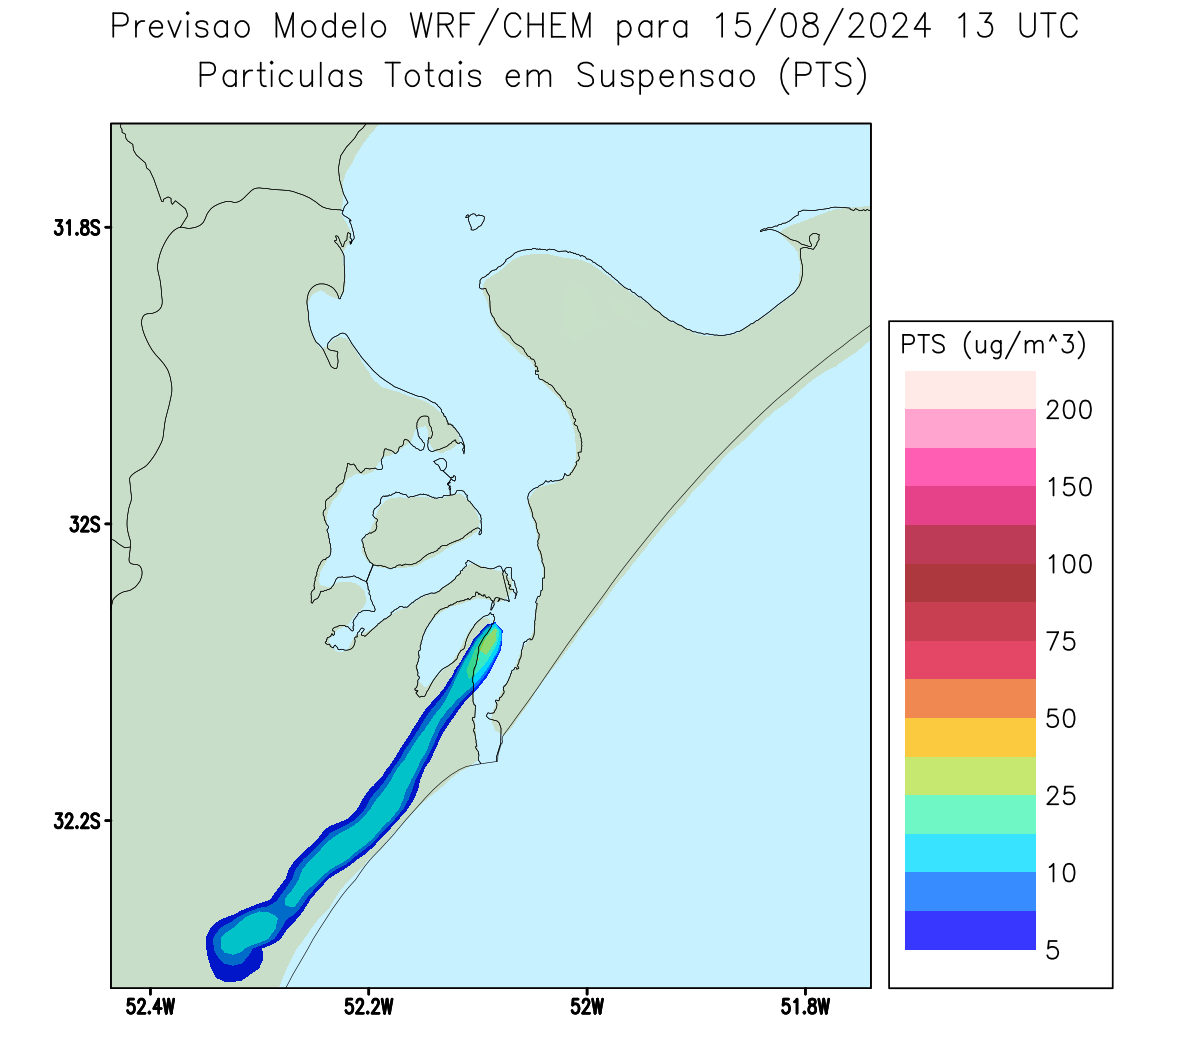 Previsao Modelo WRF/CHEM para 15/08/2024 13 UTC
Particulas Totais em Suspensao (PTS)
31.8S
32S
32.2S
52.4W
52.2W
52W
51.8W
PTS (ug/m^3)
200
150
100
75
50
25
10
5